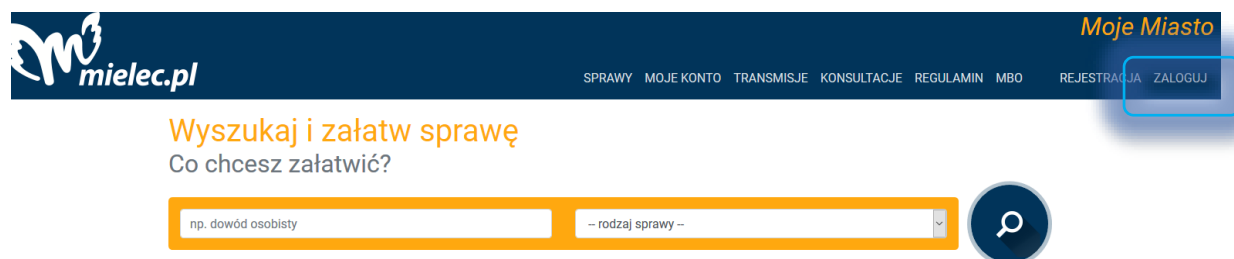 Moje Miasto
mielec.pl
SPRAWY MOJE KONTO TRANSMISJE KONSULTACJE REGULAMIN MBO REJESTRACJA ZALOGUJ
Wyszukaj i załatw sprawę
Co chcesz załatwić?
np. dowód osobisty
-- rodzaj sprawy --